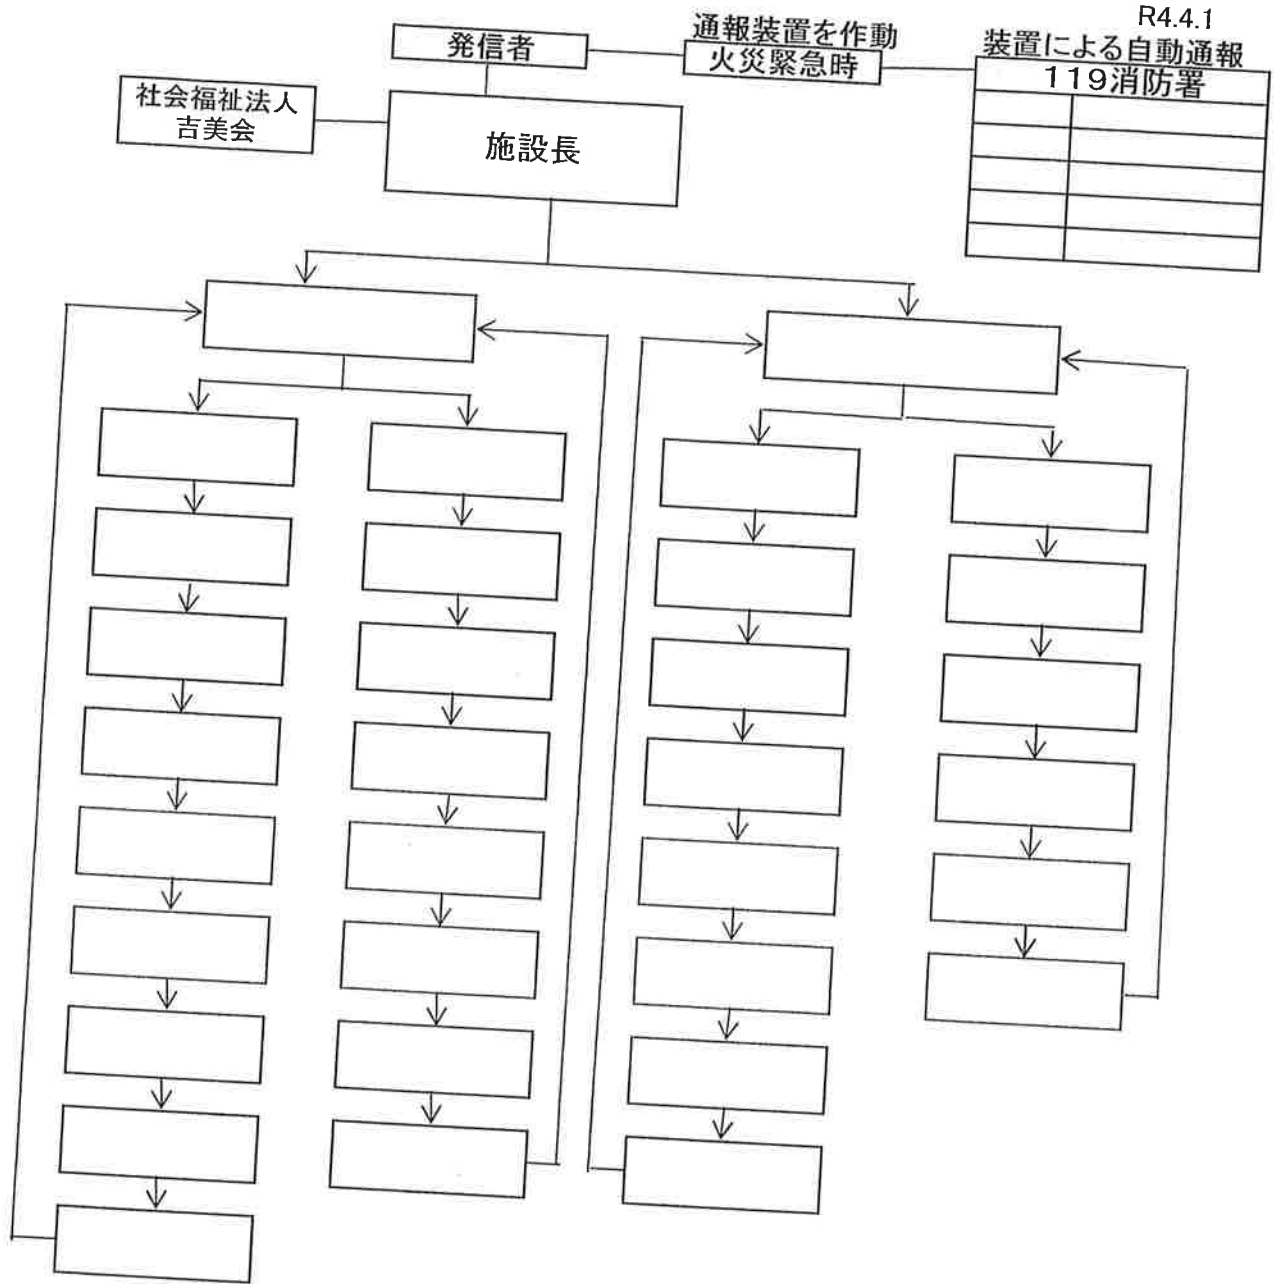 R4.4.1
通報装置を作動
装置による自動通報
発信者
火災緊急時
119消防署
社会福祉法人
吉美会
施設長